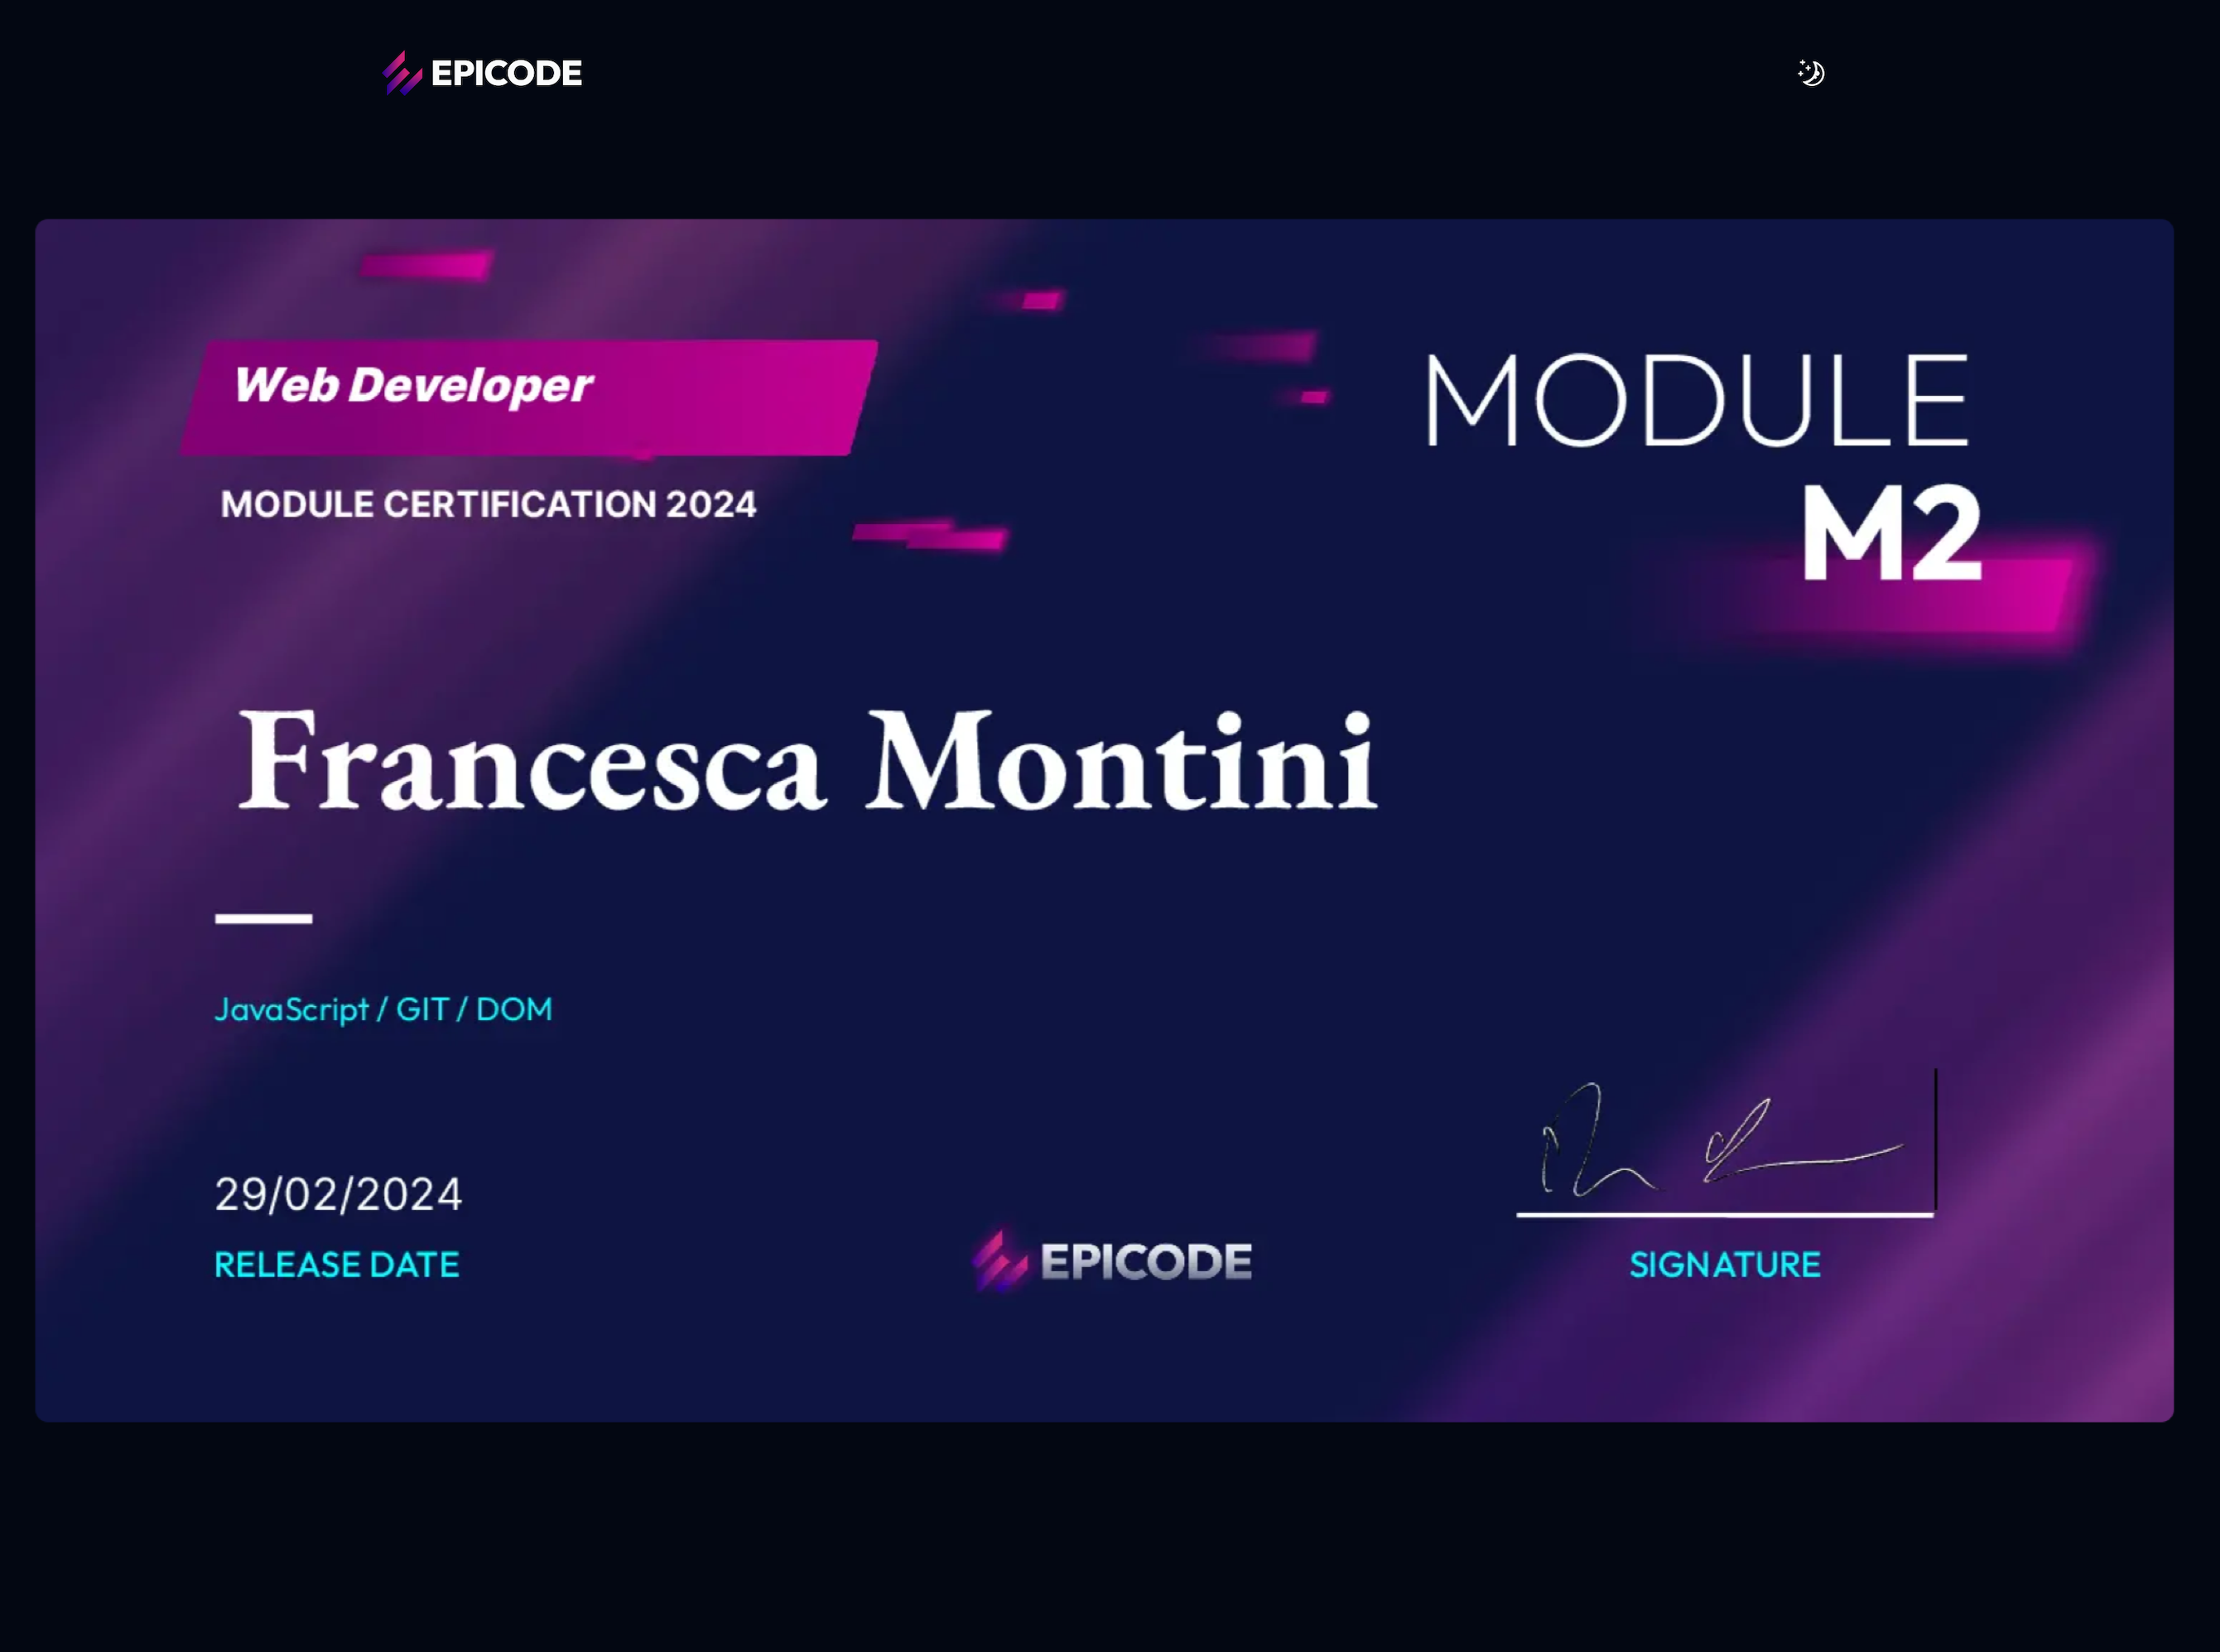 EPICODE
Web Developer
MODULE CERTIFICATION 2024
MODULE
M2
Francesca Montini
JavaScript / GIT / DOM
29/02/2024
RELEASE DATE
EPICODE
SIGNATURE